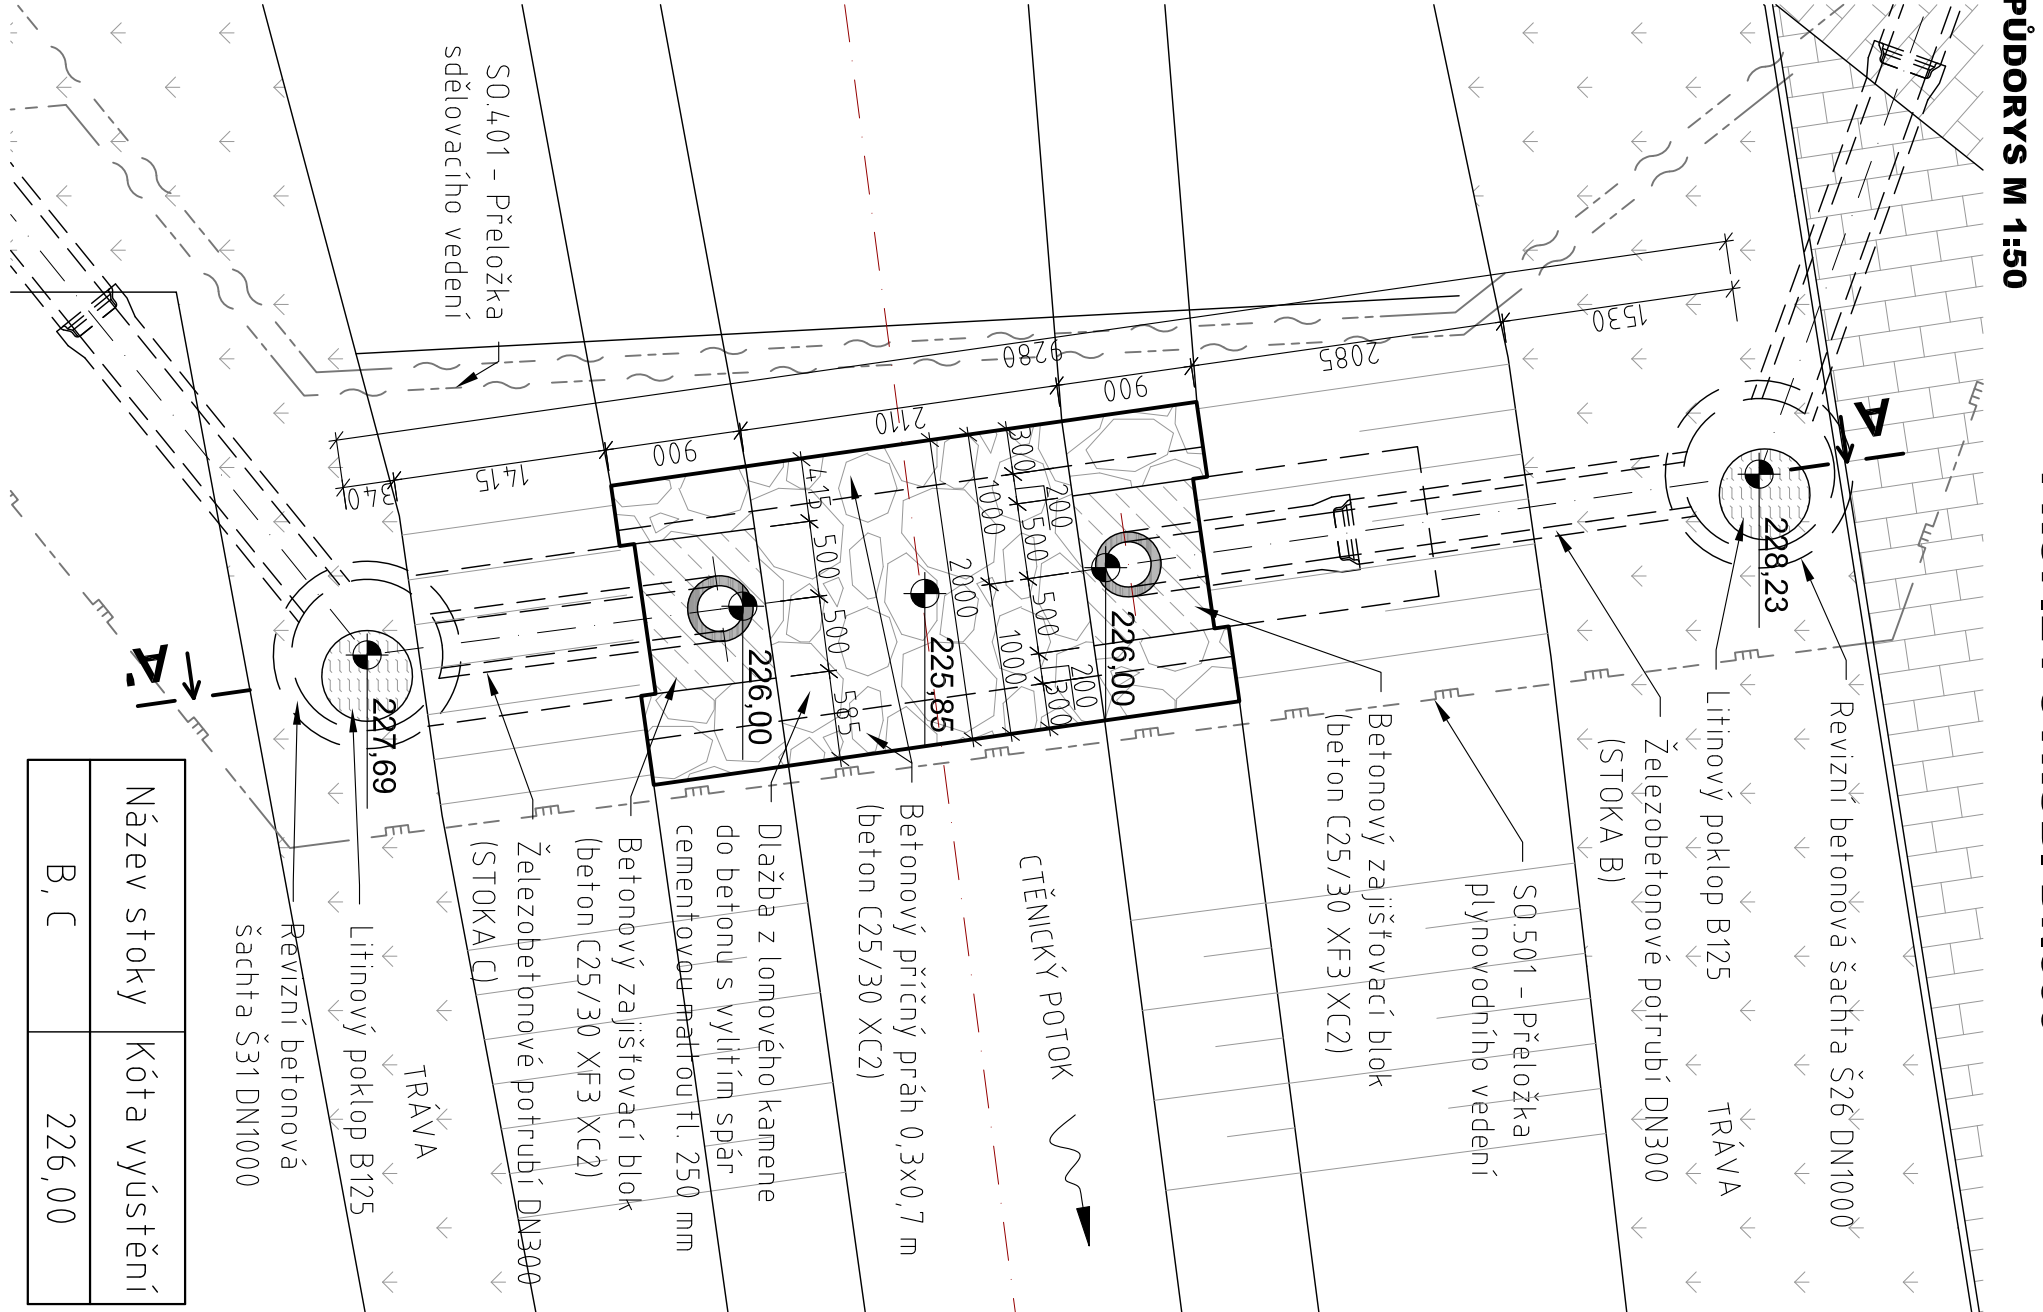 PŮDORYS M 1:50
SO.401 - Přeložka
sdělovacího vedení
1530
2085
9280
900
2110
900
1415
340
415
500
500
585
300
200
1000
500
2000
500
1000
200
300
A
A'
228,23
226,00
225,85
226,00
227,69
Revizní betonová šachta Š26 DN1000
Litinový poklop B125
Železobetonové potrubí DN300
(STOKA B)
TRÁVA
SO.501 - Přeložka
plynovodního vedení
Betonový zajišťovací blok
(beton C25/30 XF3 XC2)
CTĚNICKÝ POTOK
Betonový příčný práh 0,3x0,7 m
(beton C25/30 XC2)
Dlažba z lomového kamene
do betonu s vylitím spár
cementovou maltou tl. 250 mm
Betonový zajišťovací blok
(beton C25/30 XF3 XC2)
Železobetonové potrubí DN300
(STOKA C)
TRÁVA
Litinový poklop B125
Revizní betonová
šachta Š31 DN1000
Název stoky
Kóta vyústění
B, C
226,00